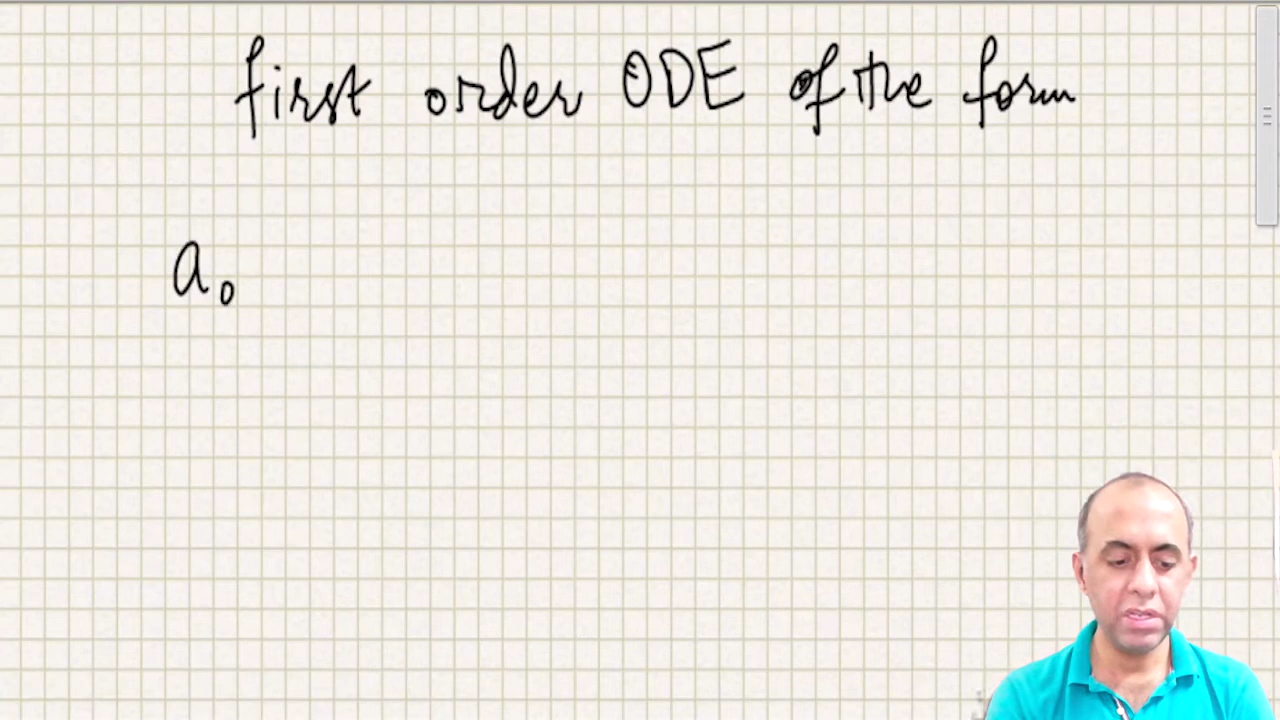 first order ODE of the form
a₀